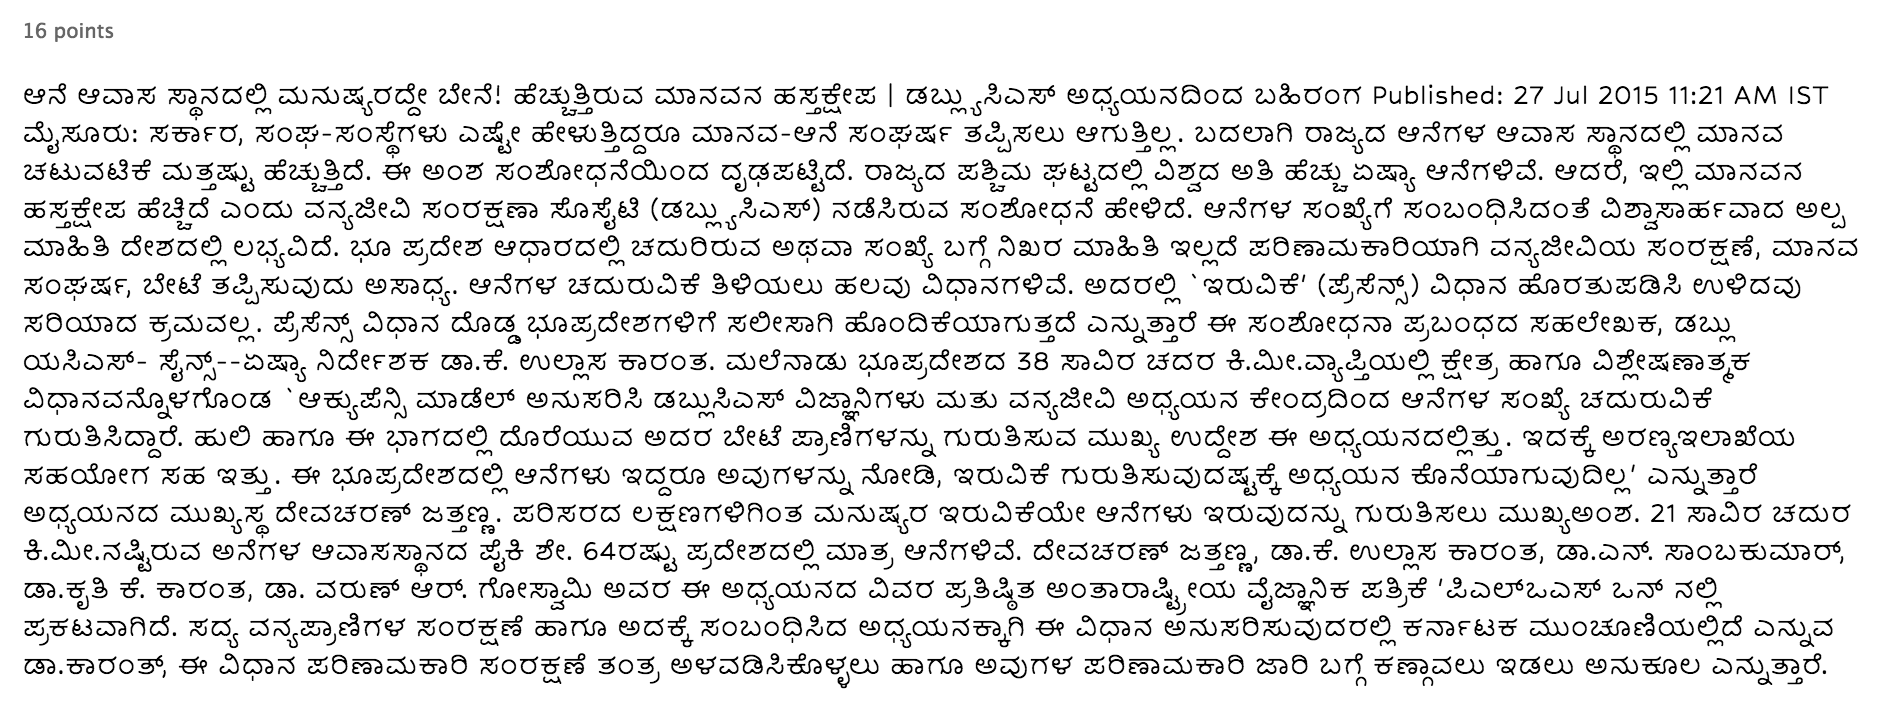 16 points
ಆನೆ ಆವಾಸ ಸ್ಥಾನದಲ್ಲಿ ಮನುಷ್ಯರದ್ದೇ ಬೇನೆ! ಹೆಚ್ಚುತ್ತಿರುವ ಮಾನವನ ಹಸ್ತಕ್ಷೇಪ | ಡಬ್ಲ್ಯುಸಿಎಸ್ ಅಧ್ಯಯನದಿಂದ ಬಹಿರಂಗ Published: 27 Jul 2015 11:21 AM IST
ಮೈಸೂರು: ಸರ್ಕಾರ, ಸಂಘ-ಸಂಸ್ಥೆಗಳು ಎಷ್ಟೇ ಹೇಳುತ್ತಿದ್ದರೂ ಮಾನವ-ಆನೆ ಸಂಘರ್ಷ ತಪ್ಪಿಸಲು ಆಗುತ್ತಿಲ್ಲ. ಬದಲಾಗಿ ರಾಜ್ಯದ ಆನೆಗಳ ಆವಾಸ ಸ್ಥಾನದಲ್ಲಿ ಮಾನವ
ಚಟುವಟಿಕೆ ಮತ್ತಷ್ಟು ಹೆಚ್ಚುತ್ತಿದೆ. ಈ ಅಂಶ ಸಂಶೋಧನೆಯಿಂದ ದೃಢಪಟ್ಟಿದೆ. ರಾಜ್ಯದ ಪಶ್ಚಿಮ ಘಟ್ಟದಲ್ಲಿ ವಿಶ್ವದ ಅತಿ ಹೆಚ್ಚು ಏಷ್ಯಾ ಆನೆಗಳಿವೆ. ಆದರೆ, ಇಲ್ಲಿ ಮಾನವನ
ಹಸ್ತಕ್ಷೇಪ ಹೆಚ್ಚಿದೆ ಎಂದು ವನ್ಯಜೀವಿ ಸಂರಕ್ಷಣಾ ಸೊಸೈಟಿ (ಡಬ್ಲ್ಯುಸಿಎಸ್) ನಡೆಸಿರುವ ಸಂಶೋಧನೆ ಹೇಳಿದೆ. ಆನೆಗಳ ಸಂಖ್ಯೆಗೆ ಸಂಬಂಧಿಸಿದಂತೆ ವಿಶ್ವಾಸಾರ್ಹವಾದ ಅಲ್ಪ
ಮಾಹಿತಿ ದೇಶದಲ್ಲಿ ಲಭ್ಯವಿದೆ. ಭೂ ಪ್ರದೇಶ ಆಧಾರದಲ್ಲಿ ಚದುರಿರುವ ಅಥವಾ ಸಂಖ್ಯೆ ಬಗ್ಗೆ ನಿಖರ ಮಾಹಿತಿ ಇಲ್ಲದೆ ಪರಿಣಾಮಕಾರಿಯಾಗಿ ವನ್ಯಜೀವಿಯ ಸಂರಕ್ಷಣೆ, ಮಾನವ
ಸಂಘರ್ಷ, ಬೇಟೆ ತಪ್ಪಿಸುವುದು ಅಸಾಧ್ಯ. ಆನೆಗಳ ಚದುರುವಿಕೆ ತಿಳಿಯಲು ಹಲವು ವಿಧಾನಗಳಿವೆ. ಅದರಲ್ಲಿ `ಇರುವಿಕೆ' (ಪ್ರೆಸೆನ್ಸ್) ವಿಧಾನ ಹೊರತುಪಡಿಸಿ ಉಳಿದವು
ಸರಿಯಾದ ಕ್ರಮವಲ್ಲ. ಪ್ರೆಸೆನ್ಸ್ ವಿಧಾನ ದೊಡ್ಡ ಭೂಪ್ರದೇಶಗಳಿಗೆ ಸಲೀಸಾಗಿ ಹೊಂದಿಕೆಯಾಗುತ್ತದೆ ಎನ್ನುತ್ತಾರೆ ಈ ಸಂಶೋಧನಾ ಪ್ರಬಂಧದ ಸಹಲೇಖಕ, ಡಬ್ಲು
ಯಸಿಎಸ್- ಸೈನ್ಸ್--ಏಷ್ಯಾ ನಿರ್ದೇಶಕ ಡಾ.ಕೆ. ಉಲ್ಲಾಸ ಕಾರಂತ. ಮಲೆನಾಡು ಭೂಪ್ರದೇಶದ 38 ಸಾವಿರ ಚದರ ಕಿ.ಮೀ.ವ್ಯಾಪ್ತಿಯಲ್ಲಿ ಕ್ಷೇತ್ರ ಹಾಗೂ ವಿಶ್ಲೇಷಣಾತ್ಮಕ
ವಿಧಾನವನ್ನೊಳಗೊಂಡ `ಆಕ್ಯುಪೆನ್ಸಿ ಮಾಡೆಲ್ ಅನುಸರಿಸಿ ಡಬ್ಲುಸಿಎಸ್ ವಿಜ್ಞಾನಿಗಳು ಮತು ವನ್ಯಜೀವಿ ಅಧ್ಯಯನ ಕೇಂದ್ರದಿಂದ ಆನೆಗಳ ಸಂಖ್ಯೆ ಚದುರುವಿಕೆ
ಗುರುತಿಸಿದ್ದಾರೆ. ಹುಲಿ ಹಾಗೂ ಈ ಭಾಗದಲ್ಲಿ ದೊರೆಯುವ ಅದರ ಬೇಟೆ ಪ್ರಾಣಿಗಳನ್ನು ಗುರುತಿಸುವ ಮುಖ್ಯ ಉದ್ದೇಶ ಈ ಅಧ್ಯಯನದಲ್ಲಿತ್ತು. ಇದಕ್ಕೆ ಅರಣ್ಯಇಲಾಖೆಯ
ಸಹಯೋಗ ಸಹ ಇತ್ತು. ಈ ಭೂಪ್ರದೇಶದಲ್ಲಿ ಆನೆಗಳು ಇದ್ದರೂ ಅವುಗಳನ್ನು ನೋಡಿ, ಇರುವಿಕೆ ಗುರುತಿಸುವುದಷ್ಟಕ್ಕೆ ಅಧ್ಯಯನ ಕೊನೆಯಾಗುವುದಿಲ್ಲ' ಎನ್ನುತ್ತಾರೆ
ಅಧ್ಯಯನದ ಮುಖ್ಯಸ್ಥ ದೇವಚರಣ್ ಜತ್ತಣ್ಣ. ಪರಿಸರದ ಲಕ್ಷಣಗಳಿಗಿಂತ ಮನುಷ್ಯರ ಇರುವಿಕೆಯೇ ಆನೆಗಳು ಇರುವುದನ್ನು ಗುರುತಿಸಲು ಮುಖ್ಯಅಂಶ. 21 ಸಾವಿರ ಚದುರ
ಕಿ.ಮೀ.ನಷ್ಟಿರುವ ಅನೆಗಳ ಆವಾಸಸ್ಥಾನದ ಪೈಕಿ ಶೇ. 64ರಷ್ಟು ಪ್ರದೇಶದಲ್ಲಿ ಮಾತ್ರ ಆನೆಗಳಿವೆ. ದೇವಚರಣ್ ಜತ್ತಣ್ಣ, ಡಾ.ಕೆ. ಉಲ್ಲಾಸ ಕಾರಂತ, ಡಾ.ಎನ್. ಸಾಂಬಕುಮಾರ್,
ಡಾ.ಕೃತಿ ಕೆ. ಕಾರಂತ, ಡಾ. ವರುಣ್ ಆರ್. ಗೋಸ್ವಾಮಿ ಅವರ ಈ ಅಧ್ಯಯನದ ವಿವರ ಪ್ರತಿಷ್ಠಿತ ಅಂತಾರಾಷ್ಟ್ರೀಯ ವೈಜ್ಞಾನಿಕ ಪತ್ರಿಕೆ 'ಪಿಎಲ್ಒಎಸ್ ಒನ್ ನಲ್ಲಿ
ಪ್ರಕಟವಾಗಿದೆ. ಸದ್ಯ ವನ್ಯಪ್ರಾಣಿಗಳ ಸಂರಕ್ಷಣೆ ಹಾಗೂ ಅದಕ್ಕೆ ಸಂಬಂಧಿಸಿದ ಅಧ್ಯಯನಕ್ಕಾಗಿ ಈ ವಿಧಾನ ಅನುಸರಿಸುವುದರಲ್ಲಿ ಕರ್ನಾಟಕ ಮುಂಚೂಣಿಯಲ್ಲಿದೆ ಎನ್ನುವ
ಡಾ.ಕಾರಂತ್, ಈ ವಿಧಾನ ಪರಿಣಾಮಕಾರಿ ಸಂರಕ್ಷಣೆ ತಂತ್ರ ಅಳವಡಿಸಿಕೊಳ್ಳಲು ಹಾಗೂ ಅವುಗಳ ಪರಿಣಾಮಕಾರಿ ಜಾರಿ ಬಗ್ಗೆ ಕಣ್ಗಾವಲು ಇಡಲು ಅನುಕೂಲ ಎನ್ನುತ್ತಾರೆ.